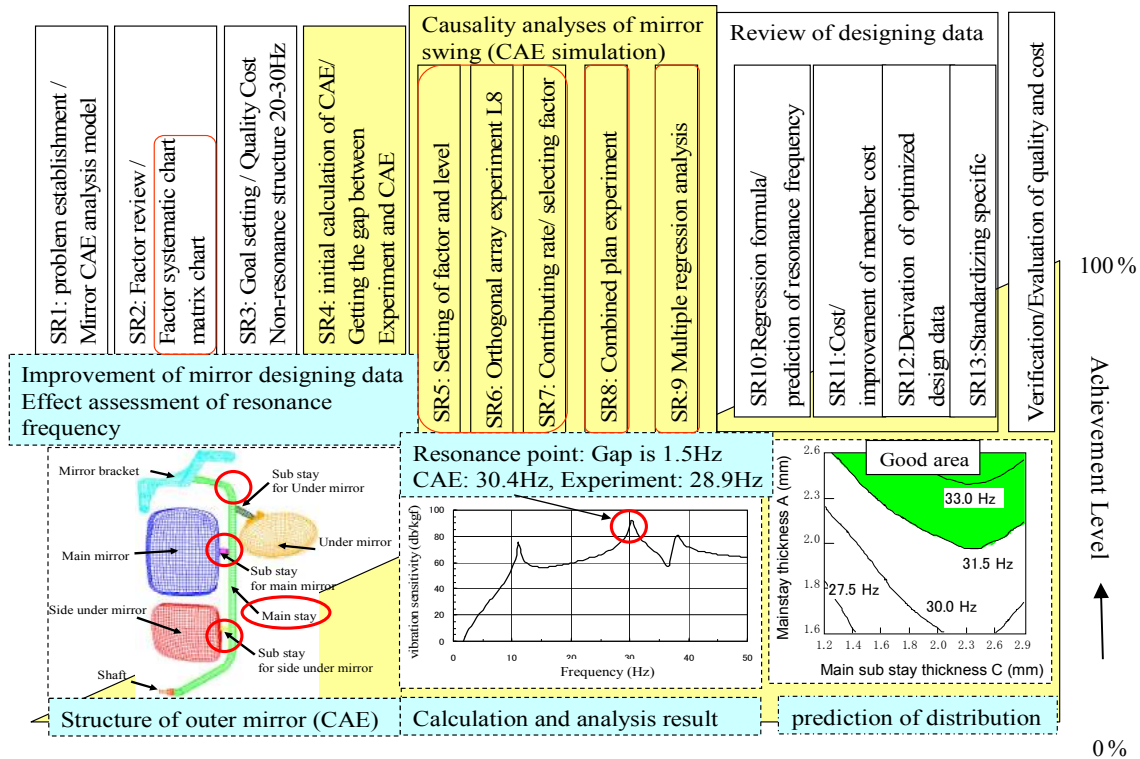 SR1: problem establishment /
Mirror CAE analysis model
SR2: Factor review /
Factor systematic chart
matrix chart
SR3: Goal setting / Quality Cost
Non-resonance structure 20-30Hz
SR4: initial calculation of CAE/
Getting the gap between
Experiment and CAE
Causality analyses of mirror
swing (CAE simulation)
SR5: Setting of factor and level
SR6: Orthogonal array experiment L8
SR7: Contributing rate/ selecting factor
SR8: Combined plan experiment
SR:9 Multiple regression analysis
Review of designing data
SR10:Regression formula/
prediction of resonance frequency
SR11:Cost/
improvement of member cost
SR12:Derivation of optimized
design data
SR13:Standardizing specific
Verification/Evaluation of quality and cost
100%
Achievement Level
0%
Improvement of mirror designing data
Effect assessment of resonance
frequency
Mirror bracket
Sub stay
for Under mirror
Under mirror
Main mirror
Sub stay
for main mirror
Side under mirror
Main stay
Sub stay
for side under mirror
Shaft
Structure of outer mirror (CAE)
Resonance point: Gap is 1.5Hz
CAE: 30.4Hz, Experiment: 28.9Hz
vibration sensitivity (db/kgf)
100
80
60
40
20
0
0
10
20
30
40
50
Frequency (Hz)
Calculation and analysis result
Good area
Mainstay thickness A (mm)
2.6
2.3
2.0
1.8
1.6
33.0 Hz
31.5 Hz
27.5 Hz
30.0 Hz
1.2
1.4
1.6
1.8
2.0
2.3
2.6
2.9
Main sub stay thickness C (mm)
prediction of distribution